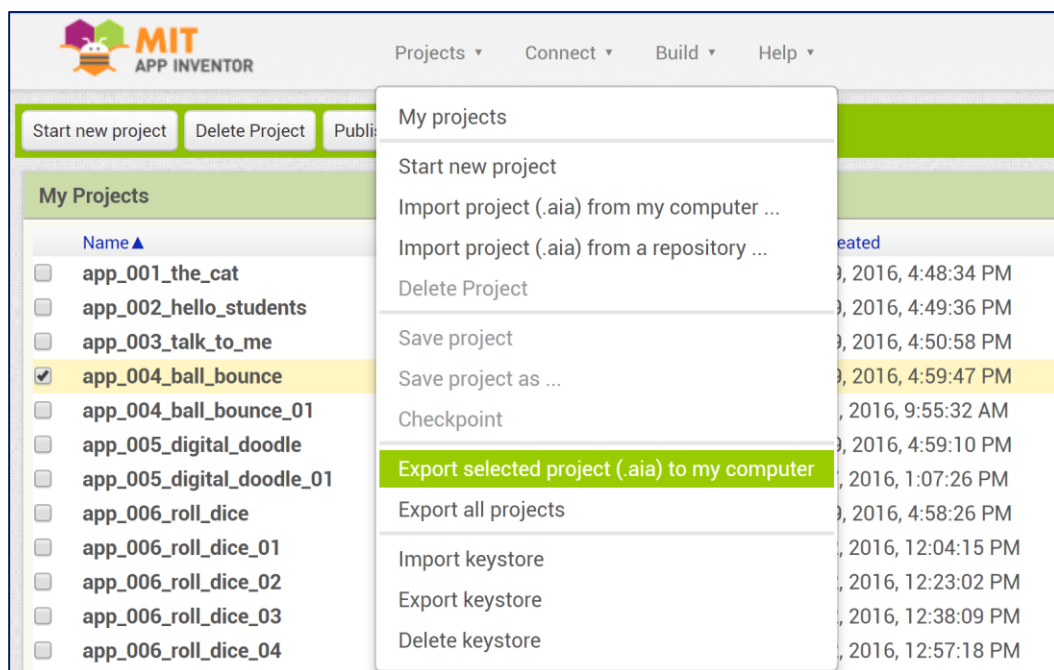 MIT
APP INVENTOR
Projects ▾ Connect ▾ Build ▾ Help ▾
Start new project Delete Project
My projects
Start new project
Import project (.aia) from my computer ...
Import project (.aia) from a repository ...
Delete Project
Save project
Save project as ...
Checkpoint
Export selected project (.aia) to my computer
Export all projects
Import keystore
Export keystore
Delete keystore
My Projects
Name▲
app_001_the_cat , 2016, 4:48:34 PM
app_002_hello_students , 2016, 4:49:36 PM
app_003_talk_to_me , 2016, 4:50:58 PM
app_004_ball_bounce , 2016, 4:59:47 PM
app_004_ball_bounce_01 , 2016, 9:55:32 AM
app_005_digital_doodle , 2016, 4:59:10 PM
app_005_digital_doodle_01 , 2016, 1:07:26 PM
app_006_roll_dice , 2016, 4:58:26 PM
app_006_roll_dice_01 , 2016, 12:04:15 PM
app_006_roll_dice_02 , 2016, 12:23:02 PM
app_006_roll_dice_03 , 2016, 12:38:09 PM
app_006_roll_dice_04 , 2016, 12:57:18 PM